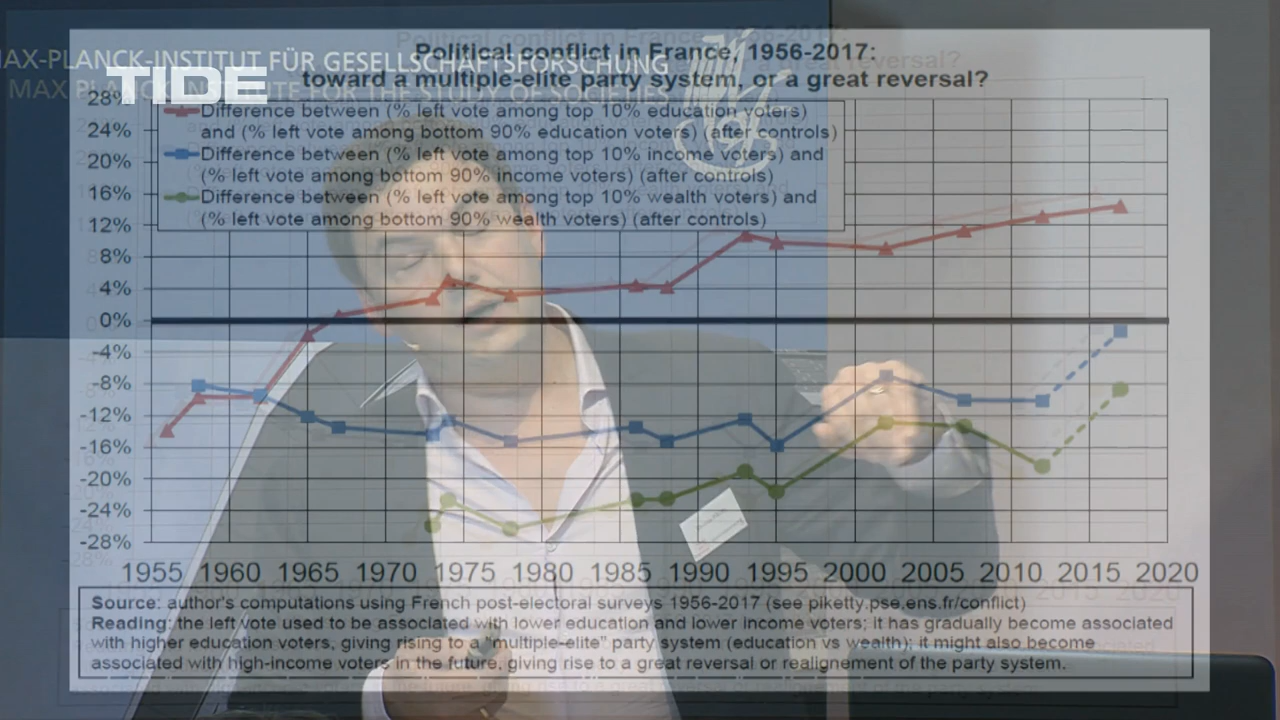 MAX-PLANCK-INSTITUT FÜR GESELLSCHAFTSFORSCHUNG
MAX PLANCK INSTITUTE FOR THE STUDY OF SOCIETIES
TIDE
Political conflict in France, 1956-2017:
toward a multiple-elite party system, or a great reversal?
Difference between (% left vote among top 10% education voters)
and (% left vote among bottom 90% education voters) (after controls)
Difference between (% left vote among top 10% income voters) and
(% left vote among bottom 90% income voters) (after controls)
Difference between (% left vote among top 10% wealth voters) and
(% left vote among bottom 90% wealth voters) (after controls)
28%
24%
20%
16%
12%
8%
4%
0%
-4%
-8%
-12%
-16%
-20%
-24%
-28%
1955 1960 1965 1970 1975 1980 1985 1990 1995 2000 2005 2010 2015 2020
Source: author's computations using French post-electoral surveys 1956-2017 (see piketty.pse.ens.fr/conflict)
Reading: the left vote used to be associated with lower education and lower income voters; it has gradually become associated
with higher education voters, giving rising to a "multiple-elite" party system (education vs wealth); it might also become
associated with high-income voters in the future, giving rise to a great reversal or realignement of the party system.